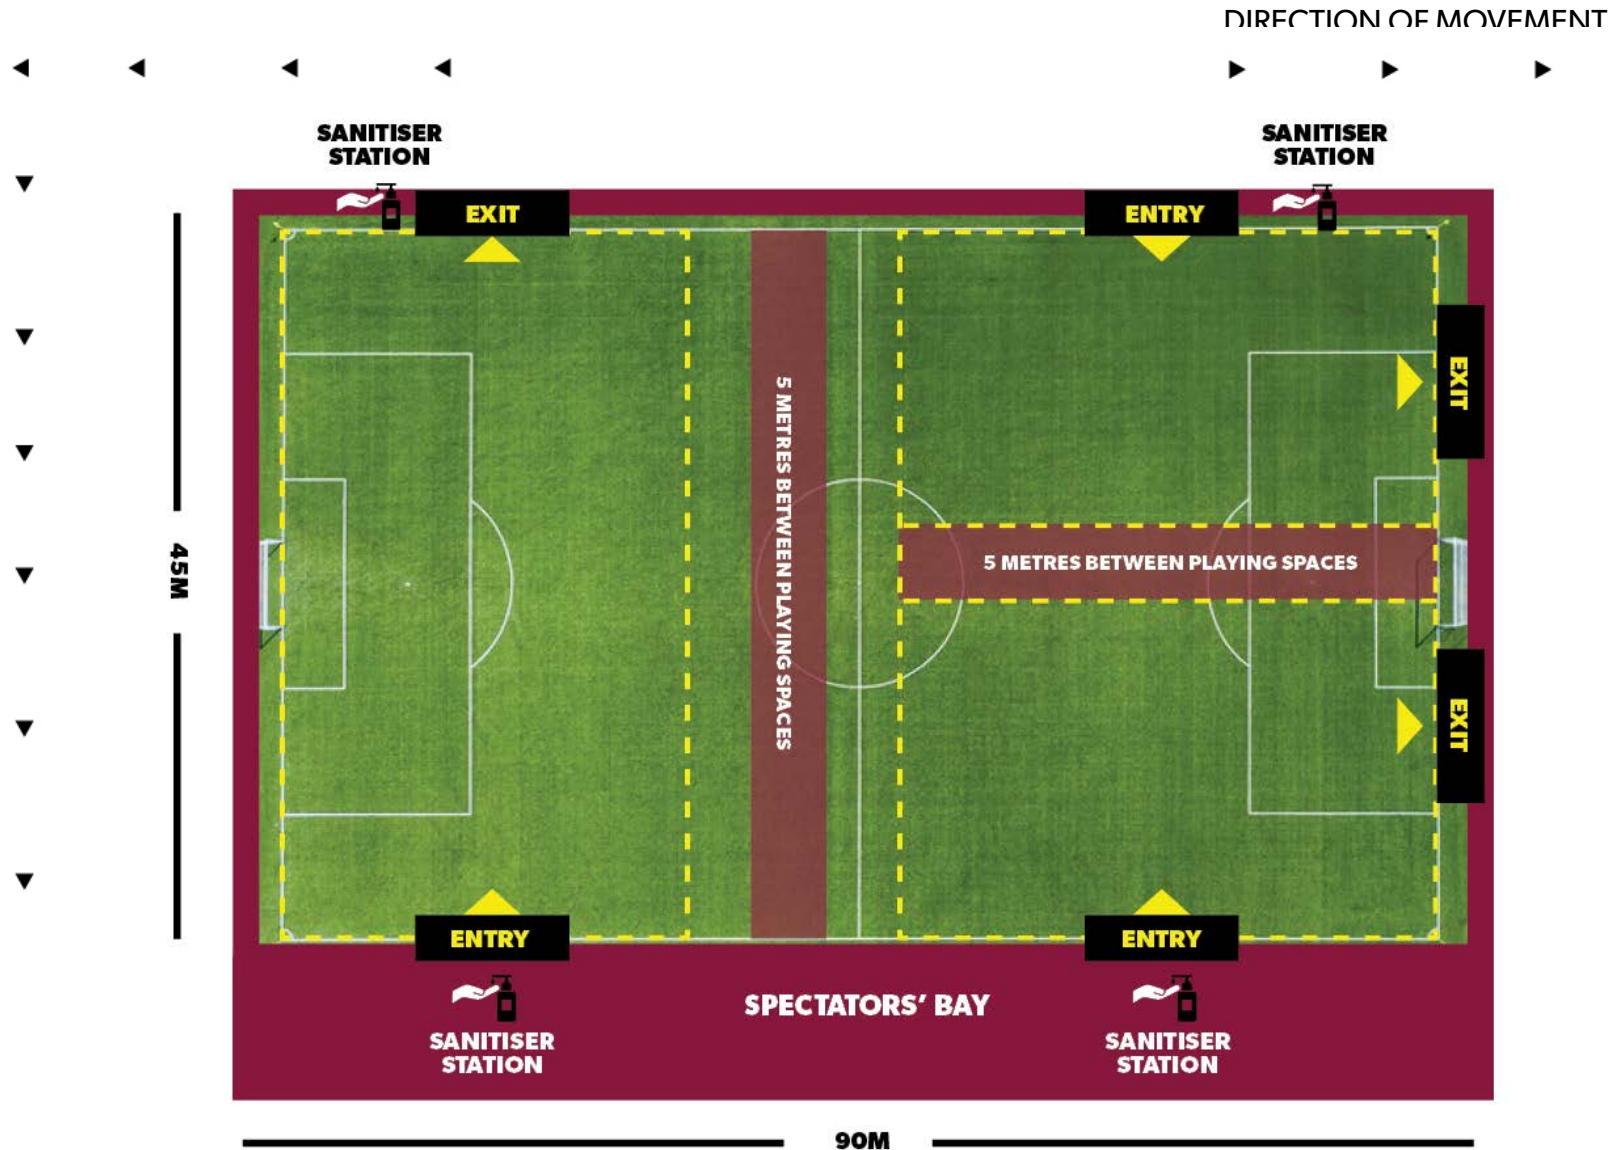 DIRECTION OF MOVEMENT
SANITISER
STATION
SANITISER
STATION
EXIT
ENTRY
EXIT
5 METRES BETWEEN PLAYING SPACES
5 METRES BETWEEN PLAYING SPACES
45M
EXIT
ENTRY
ENTRY
SPECTATORS' BAY
SANITISER
STATION
SANITISER
STATION
90M